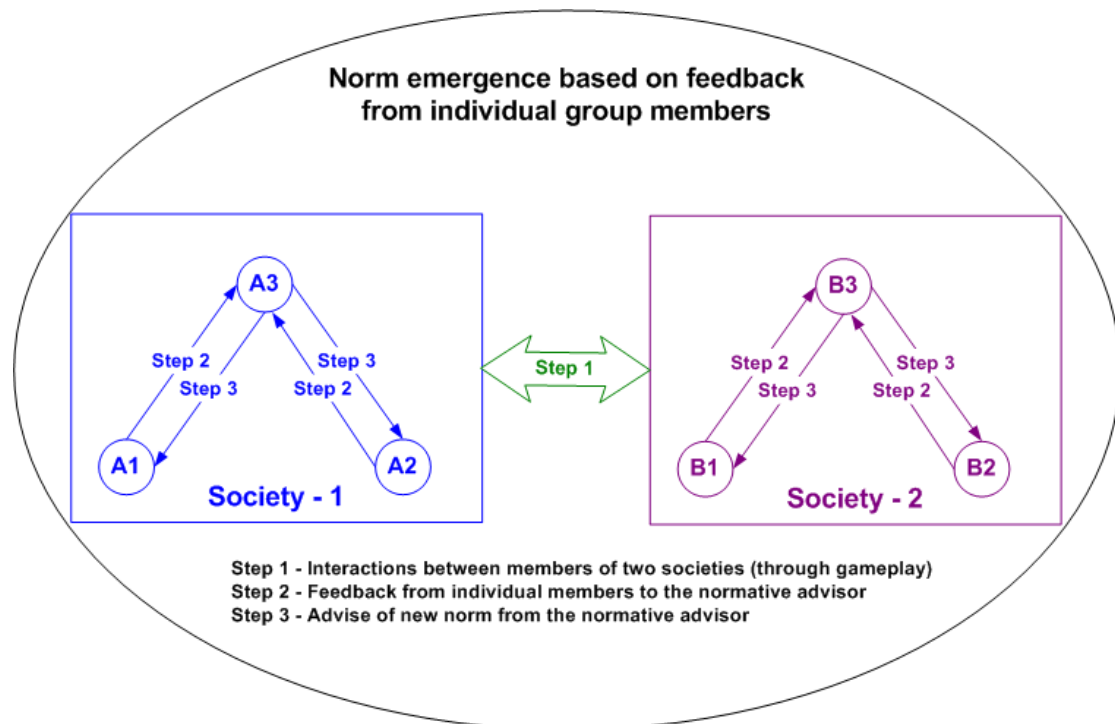 Norm emergence based on feedback
from individual group members
A3
Step 2
Step 3
Step 3
Step 2
A1
A2
Society - 1
Step 1
B3
Step 2
Step 3
Step 3
Step 2
B1
B2
Society - 2
Step 1 - Interactions between members of two societies (through gameplay)
Step 2 - Feedback from individual members to the normative advisor
Step 3 - Advise of new norm from the normative advisor